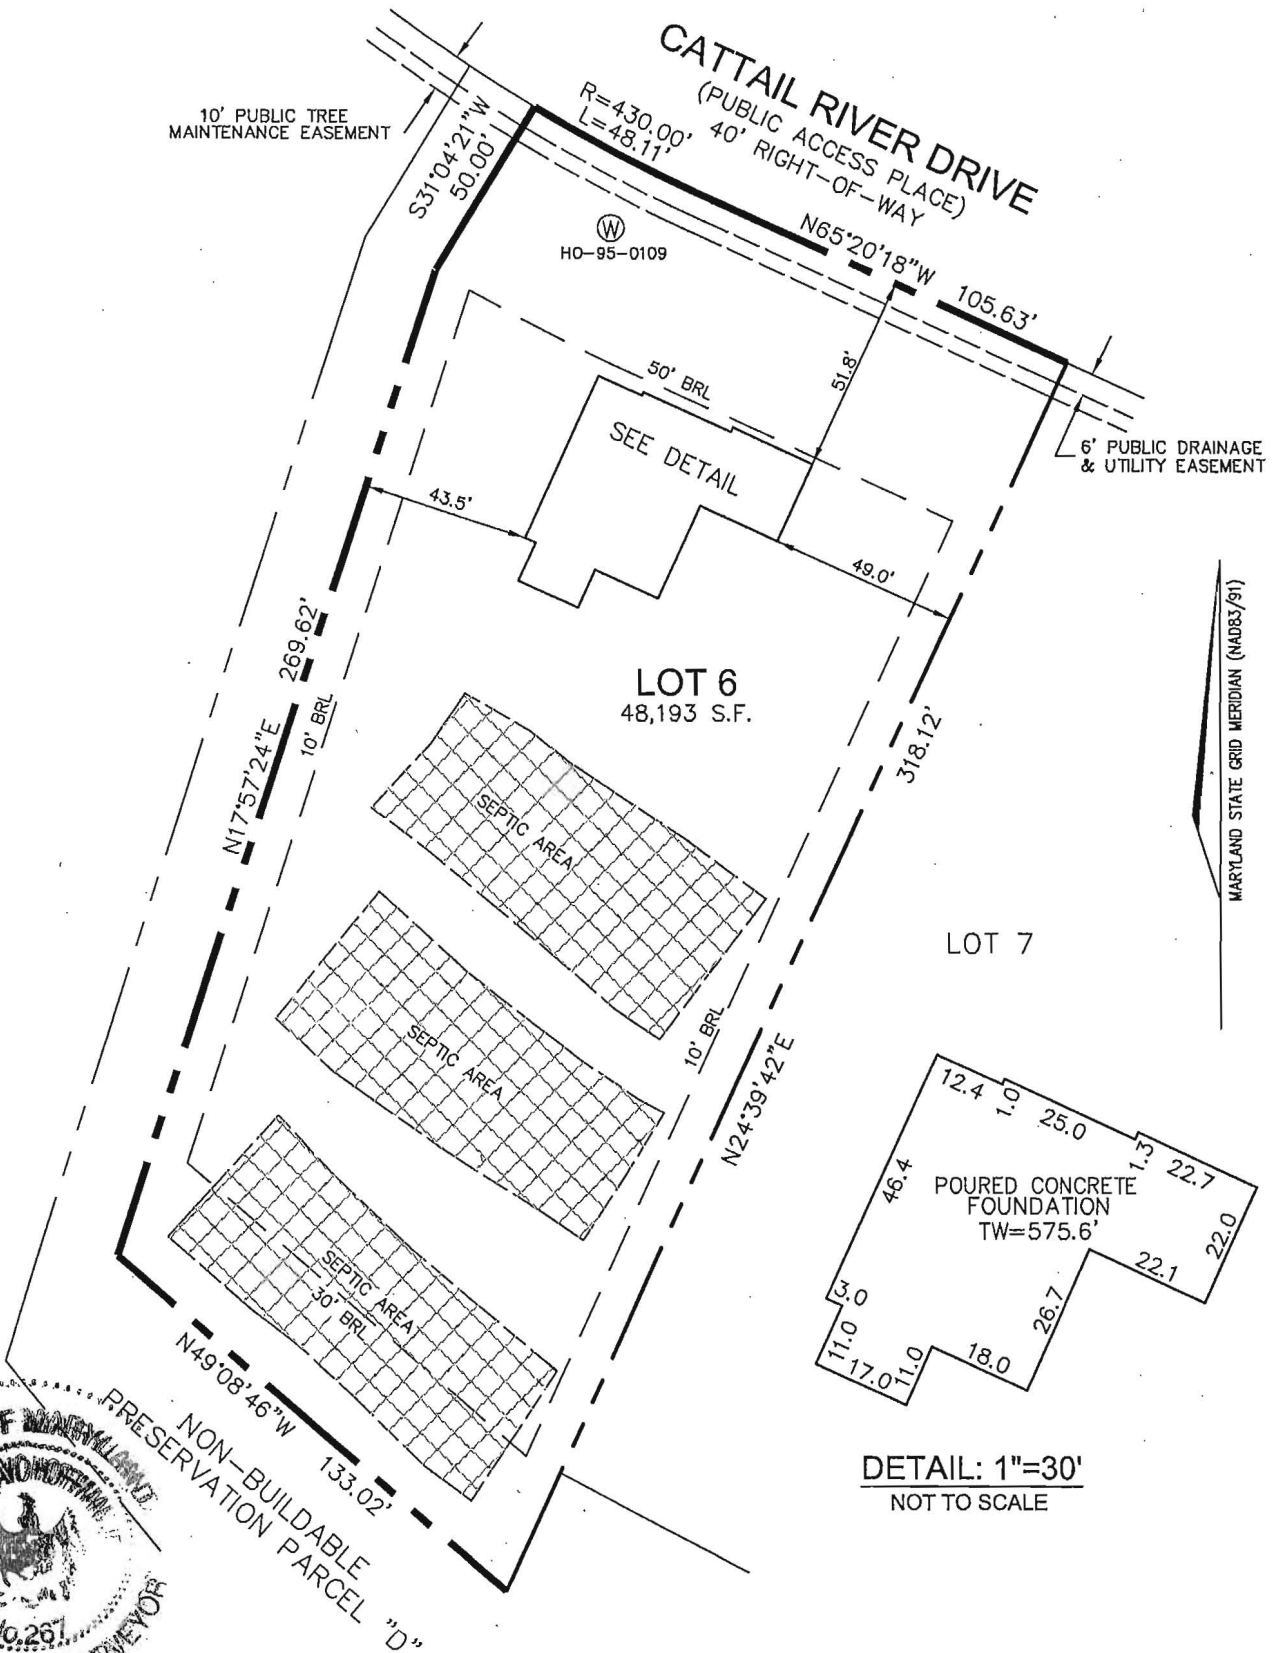 CATTAIL RIVER DRIVE
(PUBLIC ACCESS PLACE)
40' RIGHT-OF-WAY
R=430.00'
L=48.11'
10' PUBLIC TREE
MAINTENANCE EASEMENT
S31°04'21"W
50.00'
W
HO-95-0109
N65°20'18"W 105.63'
51.8'
50' BRL
SEE DETAIL
6' PUBLIC DRAINAGE
& UTILITY EASEMENT
43.5'
49.0'
MARYLAND STATE GRID MERIDIAN (NAD83/91)
N17°57'24"E 269.62'
10' BRL
LOT 6
48,193 S.F.
318.12'
SEPTIC AREA
LOT 7
SEPTIC AREA
10' BRL
N24°39'42"E
SEPTIC AREA
30' BRL
12.4
1.0
25.0
1.3
22.7
46.4
POURED CONCRETE
FOUNDATION
TW=575.6'
22.0
22.1
3.0
26.7
11.0
17.0
11.0
18.0
DETAIL: 1"=30'
NOT TO SCALE
N49°08'46"W 133.02'
NON-BUILDABLE
PRESERVATION PARCEL "D"
F MARYLAND
No.267